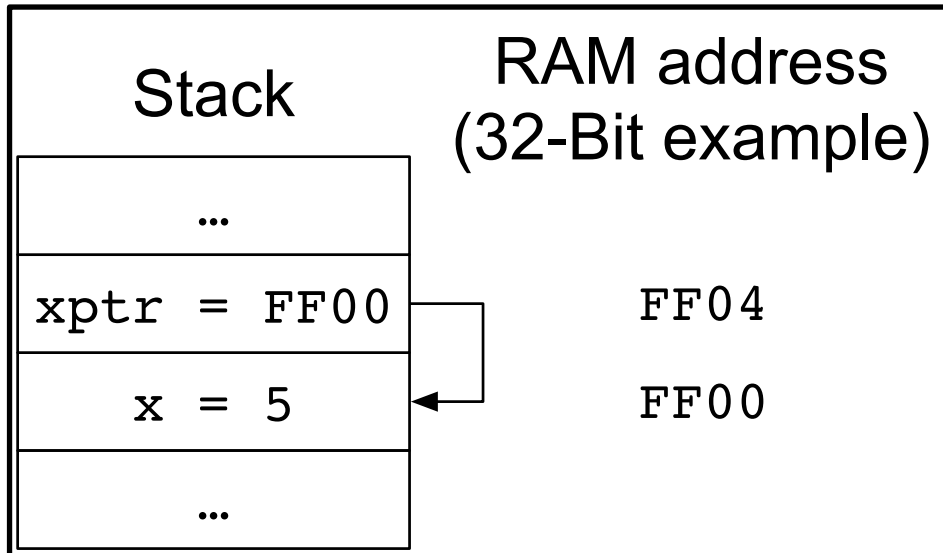 Stack
RAM address
(32-Bit example)
…
xptr = FF00
FF04
x = 5
FF00
…